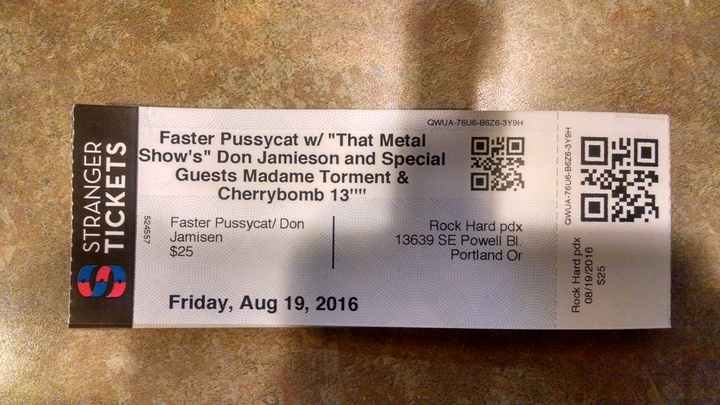 STRANGER
TICKETS
QWUA-76U6-B6Z6-3Y9H
Faster Pussycat w/ "That Metal
Show's" Don Jamieson and Special
Guests Madame Torment &
Cherrybomb 13""
524557
Faster Pussycat/ Don
Jamisen
$25
Rock Hard pdx
13639 SE Powell Bl.
Portland Or
Friday, Aug 19, 2016
QWUA-76U6-B6Z6-3Y9H
Rock Hard pdx
08/19/2016
$25